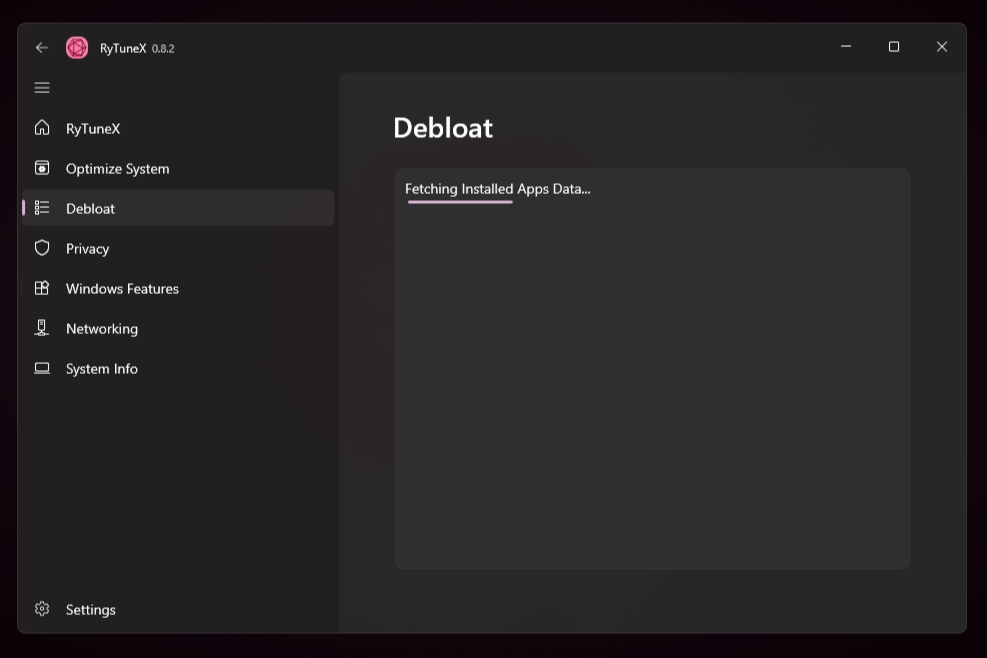 RyTuneX 0.8.2
RyTuneX
Optimize System
Debloat
Privacy
Windows Features
Networking
System Info
Settings
Debloat
Fetching Installed Apps Data...